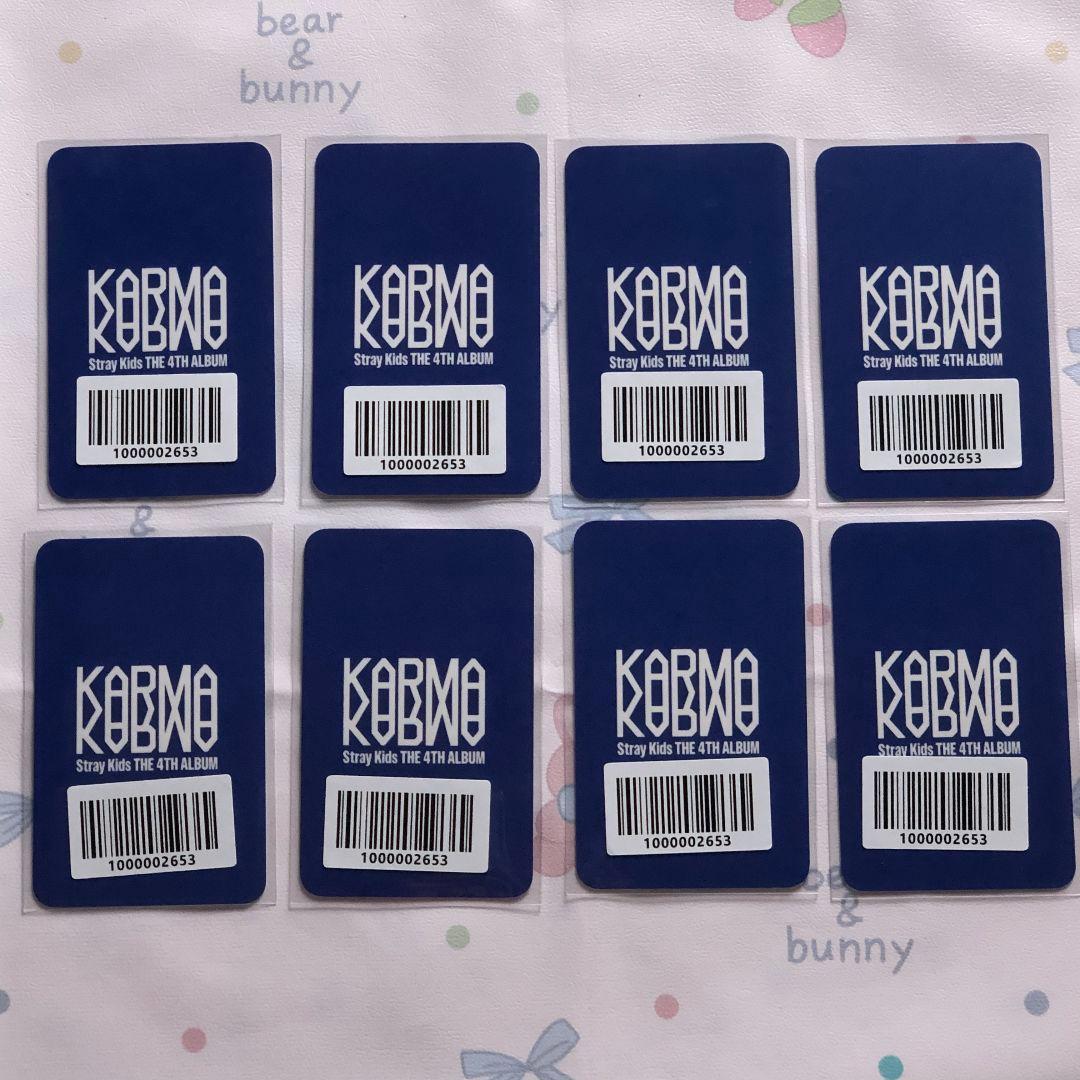 bear
&
bunny
KARMA
Stray Kids THE 4TH ALBUM
1000002653
KARMA
Stray Kids THE 4TH ALBUM
1000002653
KARMA
Stray Kids THE 4TH ALBUM
1000002653
KARMA
Stray Kids THE 4TH ALBUM
1000002653
&
KARMA
Stray Kids THE 4TH ALBUM
1000002653
KARMA
Stray Kids THE 4TH ALBUM
1000002653
KARMA
Stray Kids THE 4TH ALBUM
1000002653
KARMA
Stray Kids THE 4TH ALBUM
1000002653
&
bunny